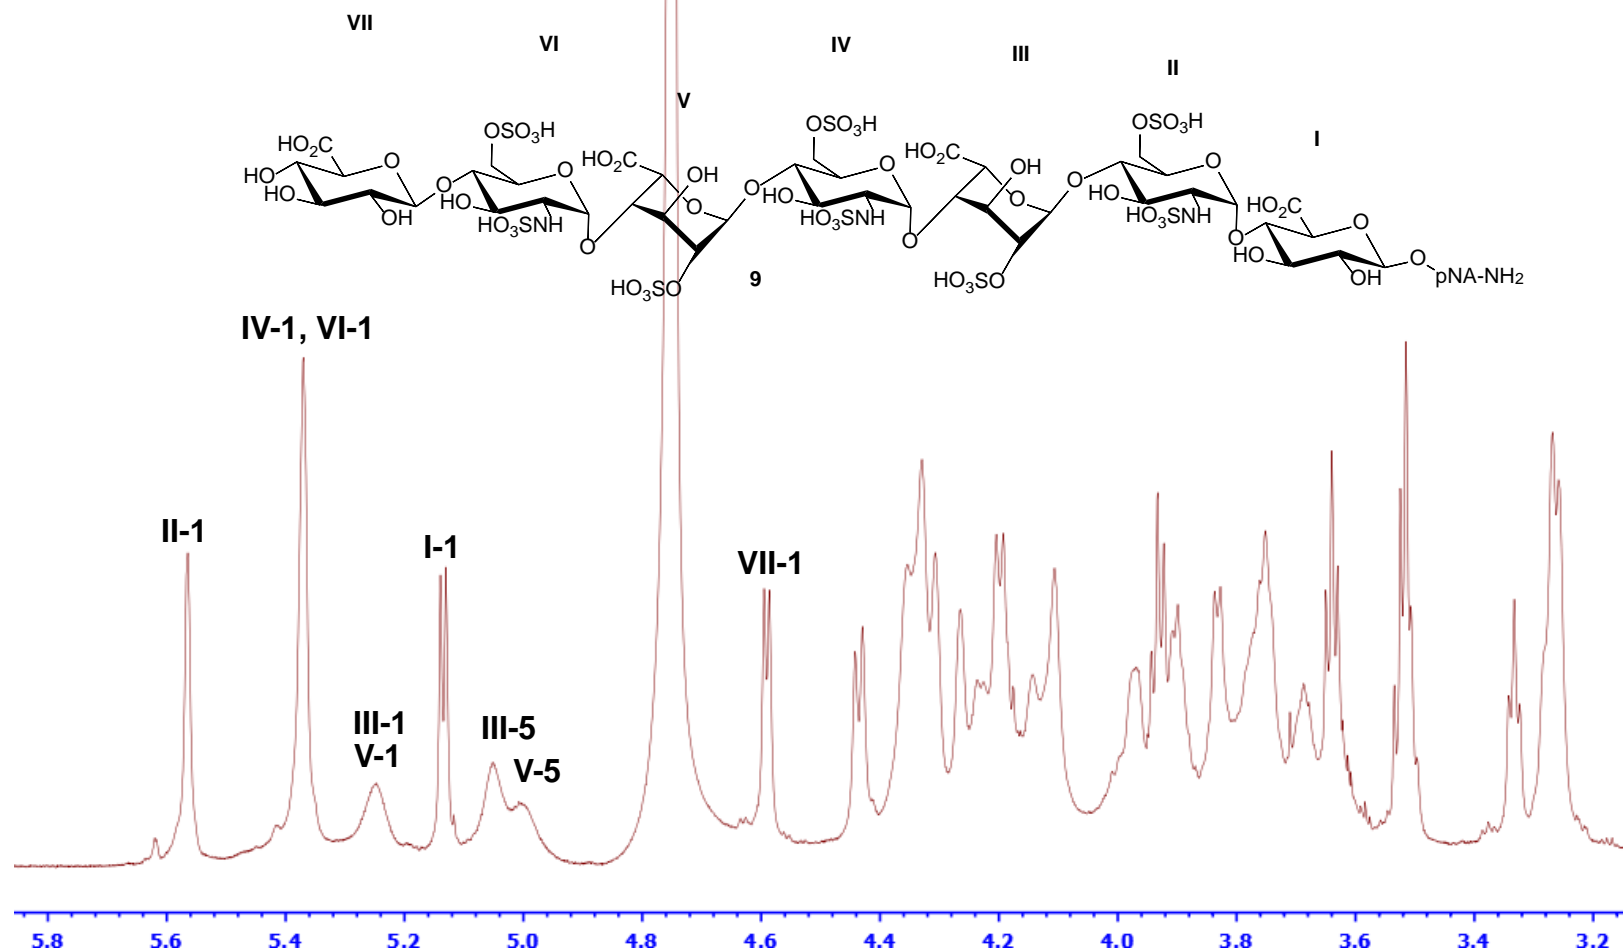 VII
VI
IV
III
II
V
I
OSO₃H
HO₂C
O
HO
HO
OH
O
O
HO
HO₃SNH
O
HO₂C
OH
O
HO₃SO
O
OSO₃H
O
HO
HO₃SNH
O
HO₂C
OH
O
HO₃SO
O
OSO₃H
O
HO
HO₃SNH
O
HO₂C
O
HO
OH
O
pNA-NH₂
9
IV-1, VI-1
II-1
I-1
VII-1
III-1
V-1
III-5
V-5
5.8 5.6 5.4 5.2 5.0 4.8 4.6 4.4 4.2 4.0 3.8 3.6 3.4 3.2